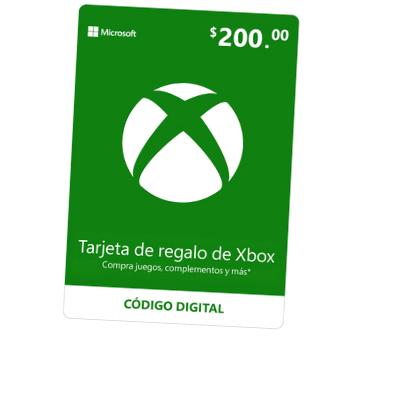 Microsoft
$200.00
Tarjeta de regalo de Xbox
Compra juegos, complementos y más*
CÓDIGO DIGITAL